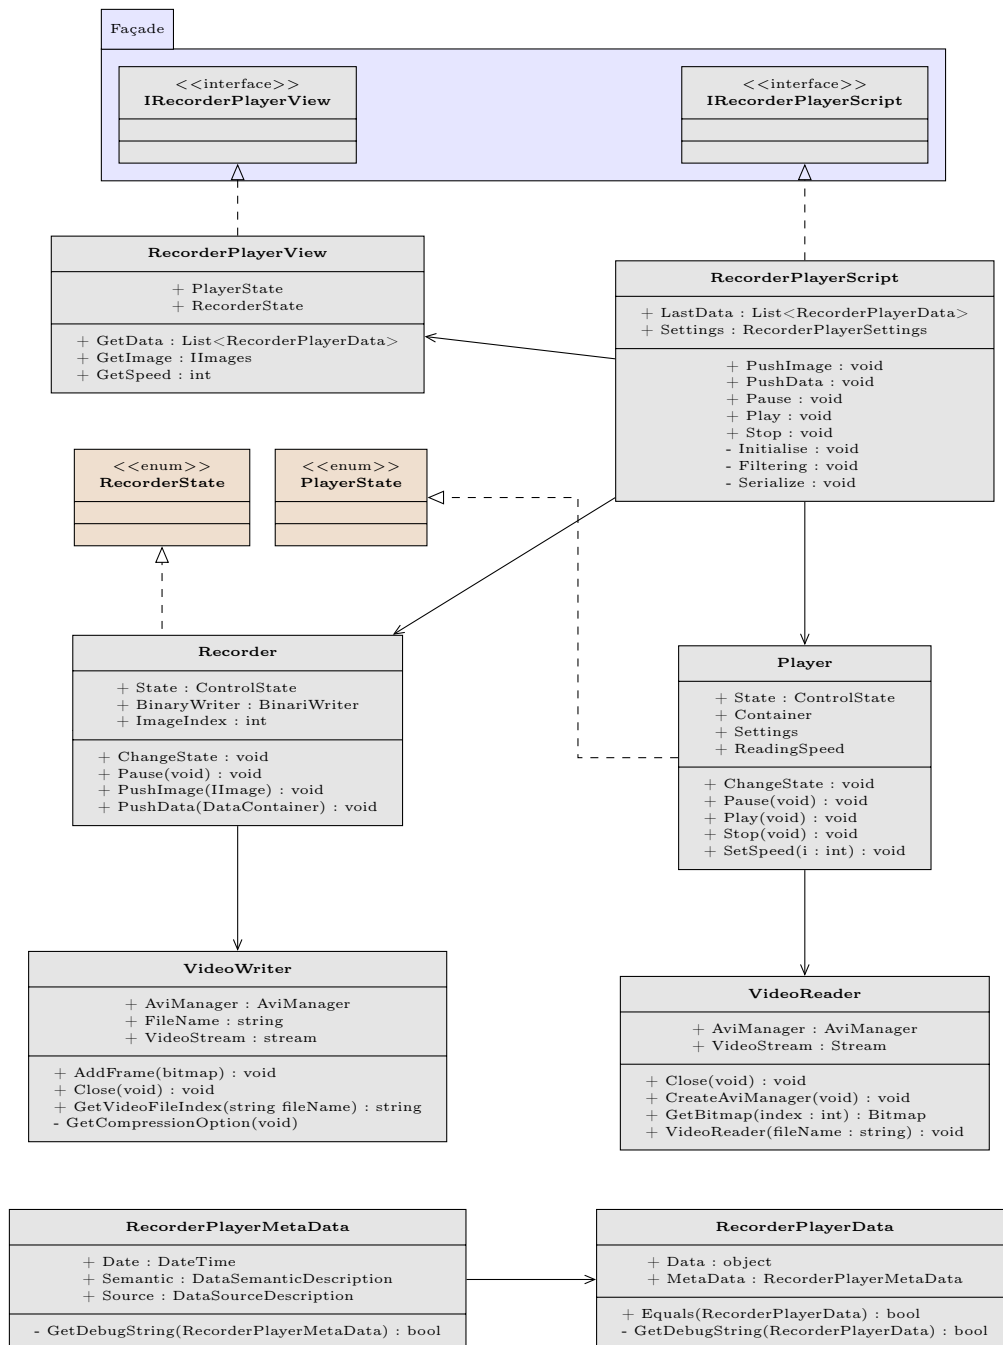 Façade
<<interface>>
IRecorderPlayerView
<<interface>>
IRecorderPlayerScript
RecorderPlayerView
+ PlayerState
+ RecorderState
+ GetData : List<RecorderPlayerData>
+ GetImage : IImages
+ GetSpeed : int
RecorderPlayerScript
+ LastData : List<RecorderPlayerData>
+ Settings : RecorderPlayerSettings
+ PushImage : void
+ PushData : void
+ Pause : void
+ Play : void
+ Stop : void
- Initialise : void
- Filtering : void
- Serialize : void
<<enum>>
RecorderState
<<enum>>
PlayerState
Recorder
+ State : ControlState
+ BinaryWriter : BinariWriter
+ ImageIndex : int
+ ChangeState : void
+ Pause(void) : void
+ PushImage(IImage) : void
+ PushData(DataContainer) : void
Player
+ State : ControlState
+ Container
+ Settings
+ ReadingSpeed
+ ChangeState : void
+ Pause(void) : void
+ Play(void) : void
+ Stop(void) : void
+ SetSpeed(i : int) : void
VideoWriter
+ AviManager : AviManager
+ FileName : string
+ VideoStream : stream
+ AddFrame(bitmap) : void
+ Close(void) : void
+ GetVideoFileIndex(string fileName) : string
- GetCompressionOption(void)
VideoReader
+ AviManager : AviManager
+ VideoStream : Stream
+ Close(void) : void
+ CreateAviManager(void) : void
+ GetBitmap(index : int) : Bitmap
+ VideoReader(fileName : string) : void
RecorderPlayerMetaData
+ Date : DateTime
+ Semantic : DataSemanticDescription
+ Source : DataSourceDescription
- GetDebugString(RecorderPlayerMetaData) : bool
RecorderPlayerData
+ Data : object
+ MetaData : RecorderPlayerMetaData
+ Equals(RecorderPlayerData) : bool
- GetDebugString(RecorderPlayerData) : bool